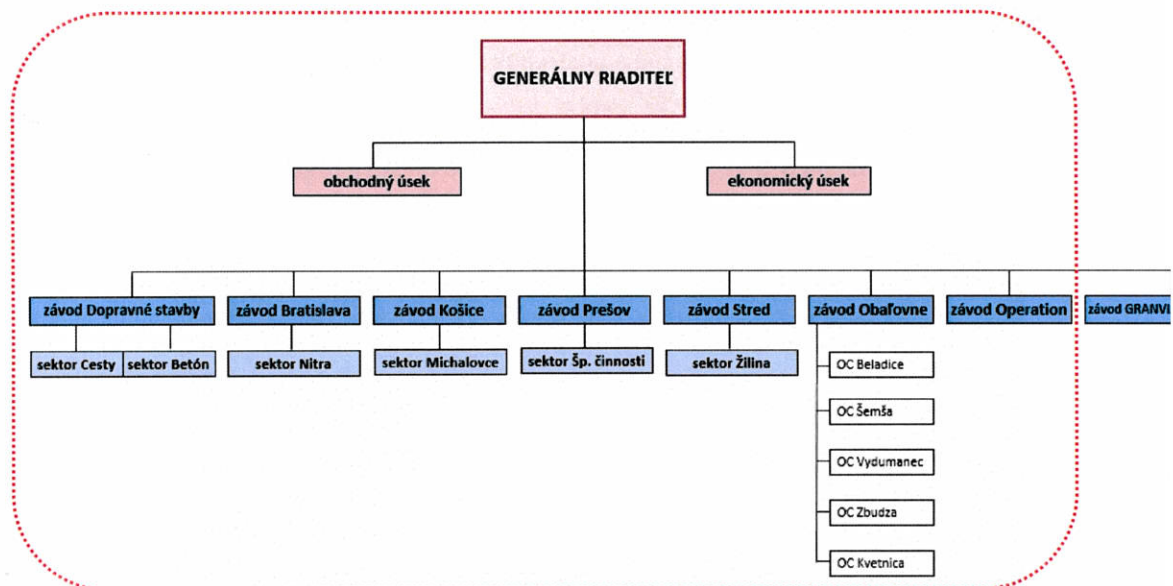 GENERÁLNY RIADITEĽ
obchodný úsek
ekonomický úsek
závod Dopravné stavby
závod Bratislava
závod Košice
závod Prešov
závod Stred
závod Obaľovne
závod Operation
závod GRANVI
sektor Cesty
sektor Betón
sektor Nitra
sektor Michalovce
sektor Šp. činnosti
sektor Žilina
OC Beladice
OC Šemša
OC Vydumanec
OC Zbudza
OC Kvetnica